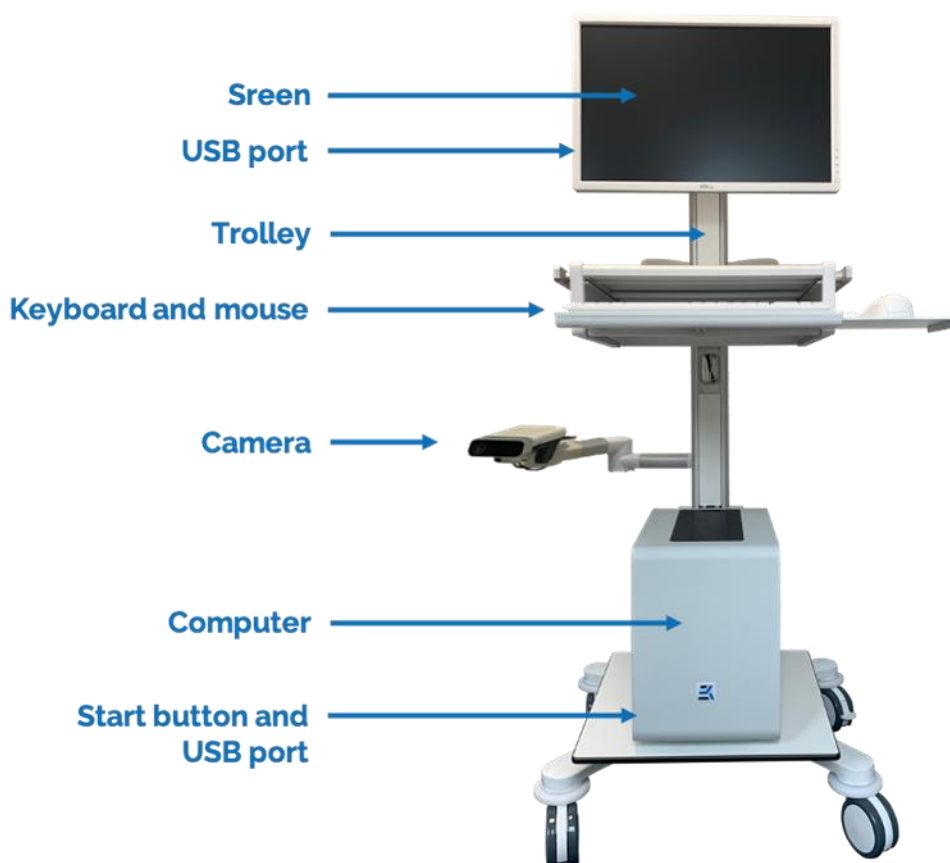 Sreen
USB port
Trolley
Keyboard and mouse
Camera
Computer
Start button and
USB port